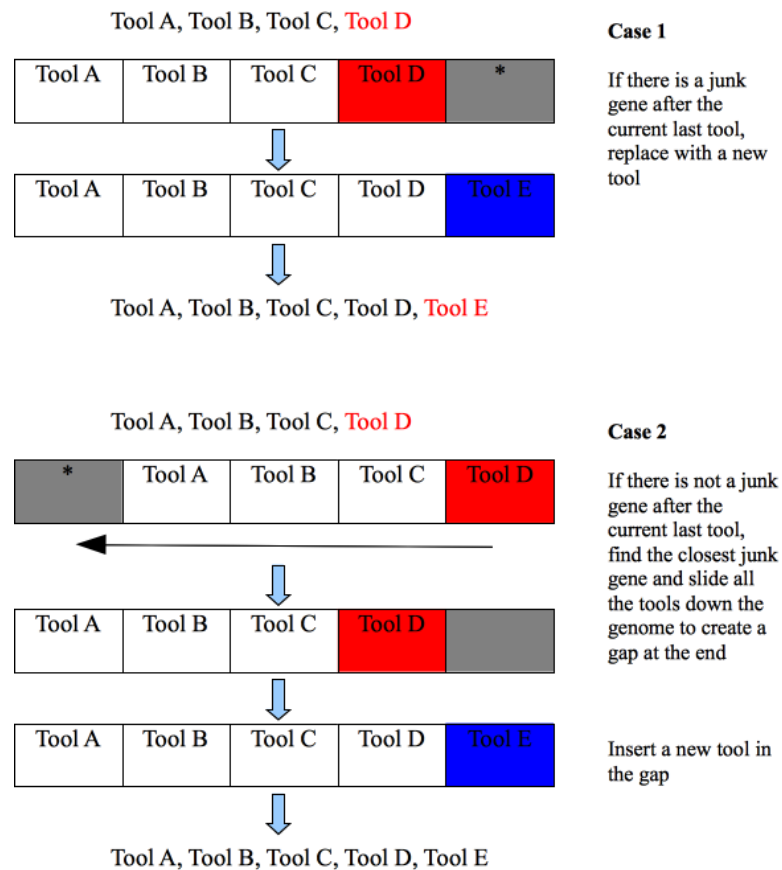 Tool A, Tool B, Tool C, Tool D
Case 1
Tool A Tool B Tool C Tool D *
If there is a junk
gene after the
current last tool,
replace with a new
tool
Tool A Tool B Tool C Tool D Tool E
Tool A, Tool B, Tool C, Tool D, Tool E
Tool A, Tool B, Tool C, Tool D
Case 2
* Tool A Tool B Tool C Tool D
If there is not a junk
gene after the
current last tool,
find the closest junk
gene and slide all
the tools down the
genome to create a
gap at the end
Tool A Tool B Tool C Tool D
Tool A Tool B Tool C Tool D Tool E
Insert a new tool in
the gap
Tool A, Tool B, Tool C, Tool D, Tool E